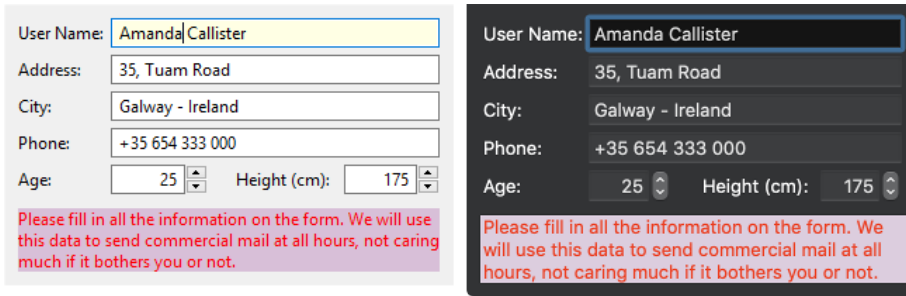 User Name: Amanda Callister
Address: 35, Tuam Road
City: Galway - Ireland
Phone: +35 654 333 000
Age: 25 Height (cm): 175
Please fill in all the information on the form. We will use
this data to send commercial mail at all hours, not caring
much if it bothers you or not.
User Name: Amanda Callister
Address: 35, Tuam Road
City: Galway - Ireland
Phone: +35 654 333 000
Age: 25 Height (cm): 175
Please fill in all the information on the form. We
will use this data to send commercial mail at all
hours, not caring much if it bothers you or not.